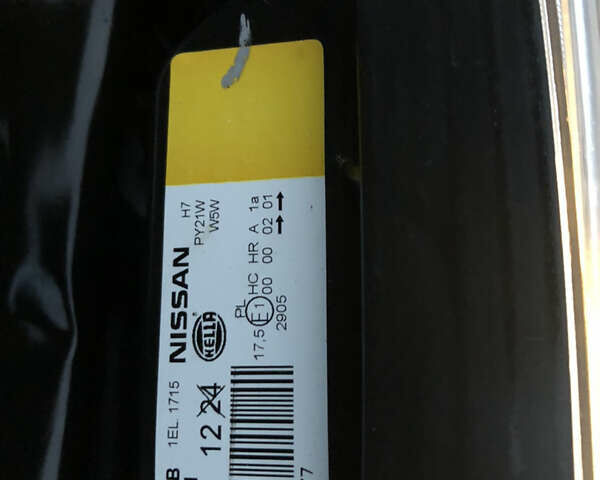 H7
PY21W
W5W
NISSAN
HELLA
PL HC HR A 1a
17,5 E1 00 00 02 01
2905
1EL. 1715
12 24
B